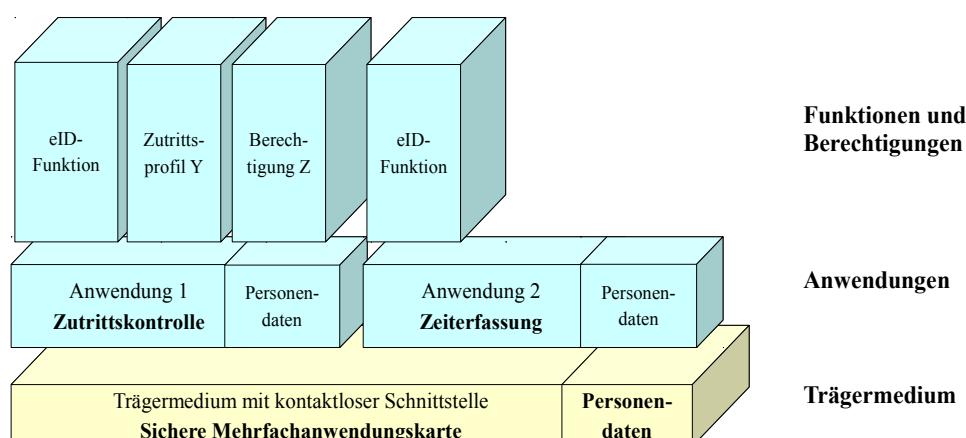 eID-
Funktion
Zutritts-
profil Y
Berech-
tigung Z
eID-
Funktion
Funktionen und
Berechtigungen
Anwendung 1
Zutrittskontrolle
Personen-
daten
Anwendung 2
Zeiterfassung
Personen-
daten
Anwendungen
Trägermedium mit kontaktloser Schnittstelle
Sichere Mehrfachanwendungskarte
Personen-
daten
Trägermedium